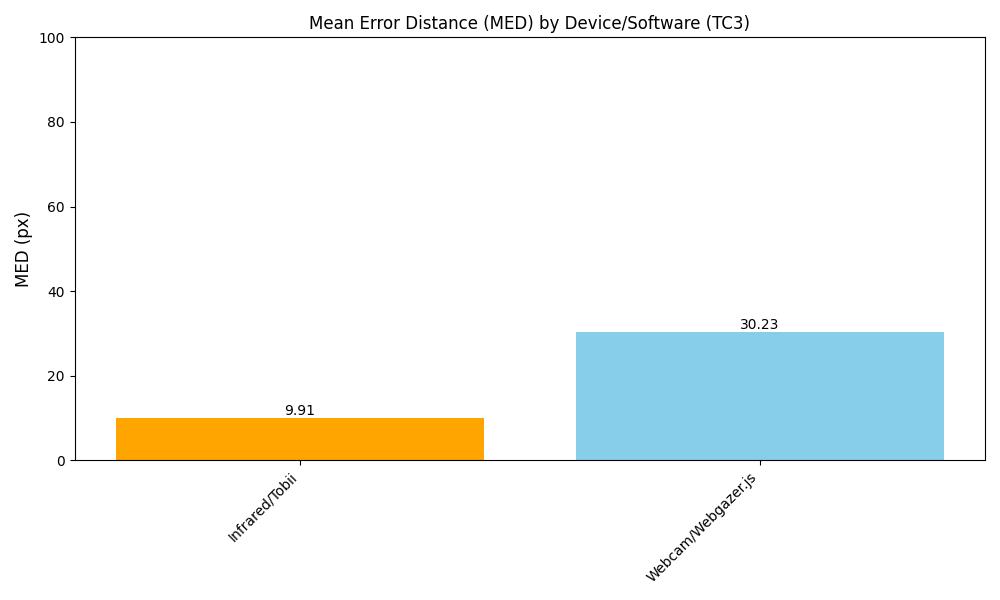 Mean Error Distance (MED) by Device/Software (TC3)
100
80
60
40
20
0
MED (px)
9.91
30.23
Infrared/Tobii
Webcam/Webgazer.js